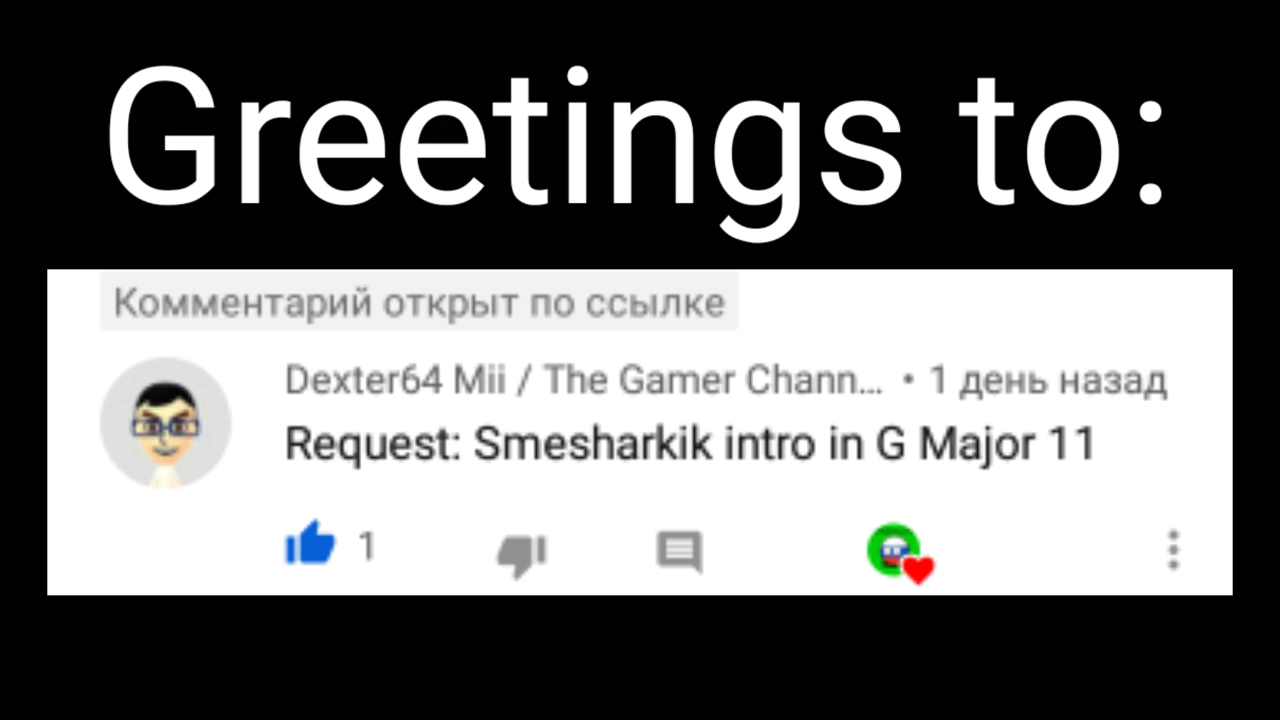 Greetings to:
Комментарий открыт по ссылке
Dexter64 Mii / The Gamer Chann... • 1 день назад
Request: Smesharkik intro in G Major 11
1